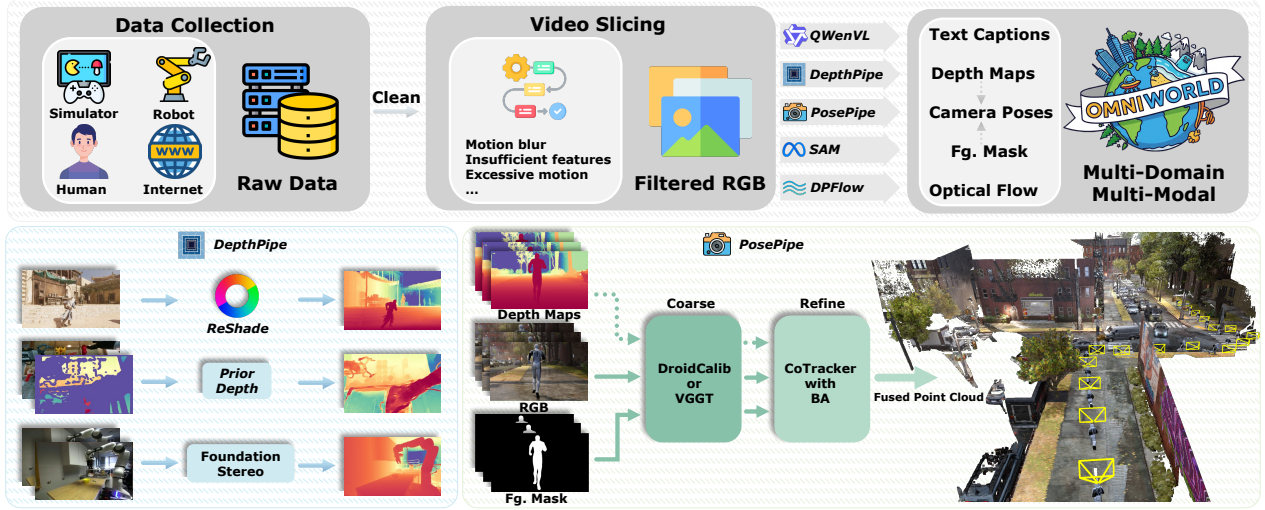 Data Collection
Simulator
Robot
WWW
Human
Internet
Raw Data
Clean
Video Slicing
Motion blur
Insufficient features
Excessive motion
...
Filtered RGB
QWenVL
DepthPipe
PosePipe
SAM
DPFlow
Text Captions
Depth Maps
Camera Poses
Fg. Mask
Optical Flow
OMNIWORLD
Multi-Domain
Multi-Modal
DepthPipe
ReShade
Prior
Depth
Foundation
Stereo
PosePipe
Depth Maps
RGB
Fg. Mask
Coarse
DroidCalib
or
VGGT
Refine
CoTracker
with
BA
Fused Point Cloud